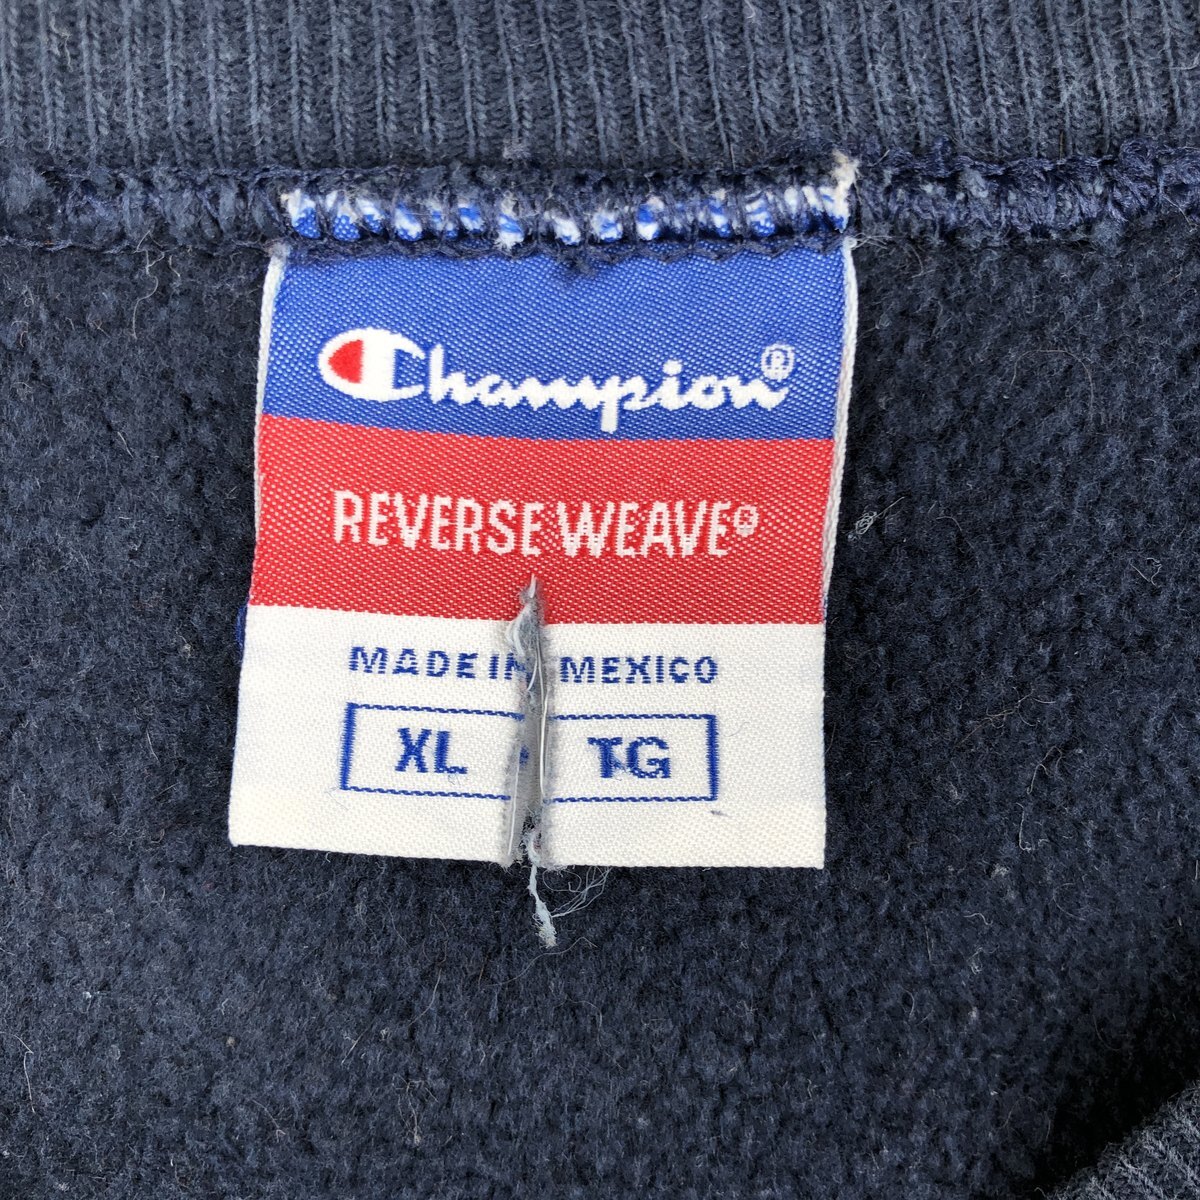 Champion®
REVERSE WEAVE®
MADE IN MEXICO
XL · TG